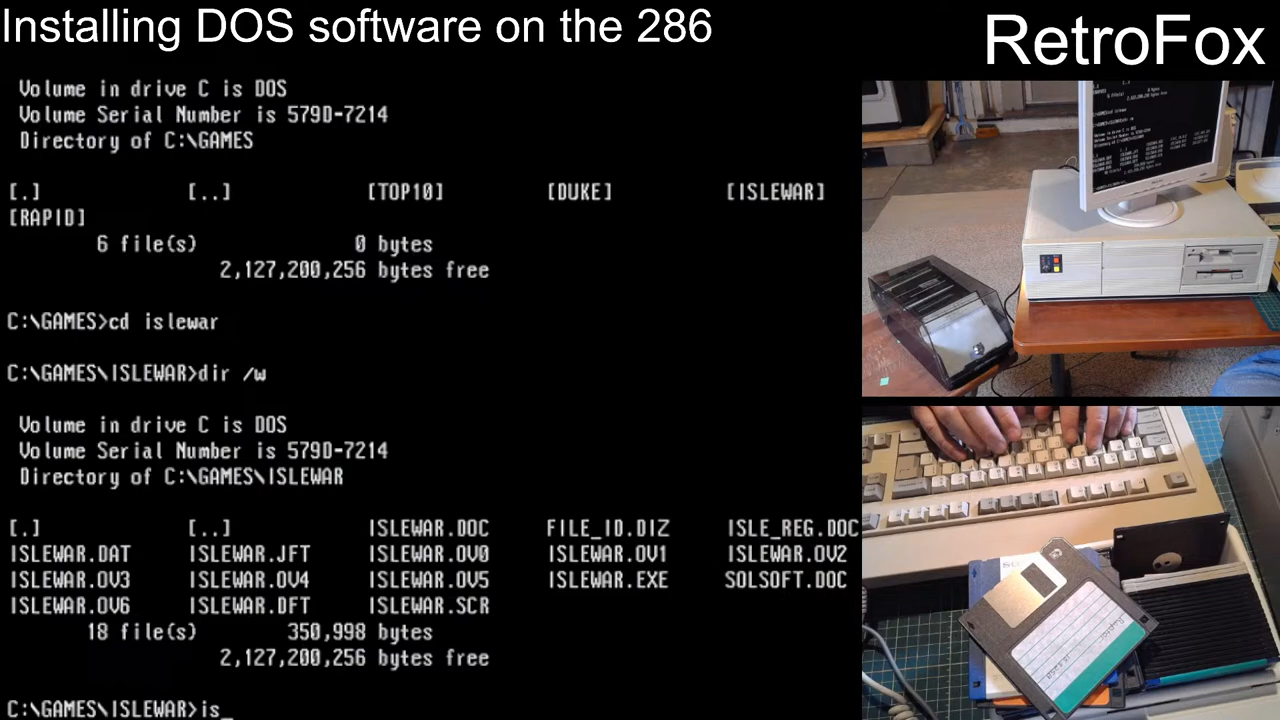 Installing DOS software on the 286
RetroFox
Volume in drive C is DOS
Volume Serial Number is 579D-7214
Directory of C:\GAMES
[.] [..] [TOP10] [DUKE] [ISLEWAR]
[RAPID]
6 file(s) 0 bytes
2,127,200,256 bytes free
C:\GAMES>cd islewar
C:\GAMES\ISLEWAR>dir /w
Volume in drive C is DOS
Volume Serial Number is 579D-7214
Directory of C:\GAMES\ISLEWAR
[.] [..] ISLEWAR.DOC FILE_ID.DIZ ISLE_REG.DOC
ISLEWAR.DAT ISLEWAR.JFT ISLEWAR.OV0 ISLEWAR.OV1 ISLEWAR.OV2
ISLEWAR.OV3 ISLEWAR.OV4 ISLEWAR.OV5 ISLEWAR.EXE SOLSOFT.DOC
ISLEWAR.OV6 ISLEWAR.DFT ISLEWAR.SCR
18 file(s) 350,998 bytes
2,127,200,256 bytes free
C:\GAMES\ISLEWAR>is_